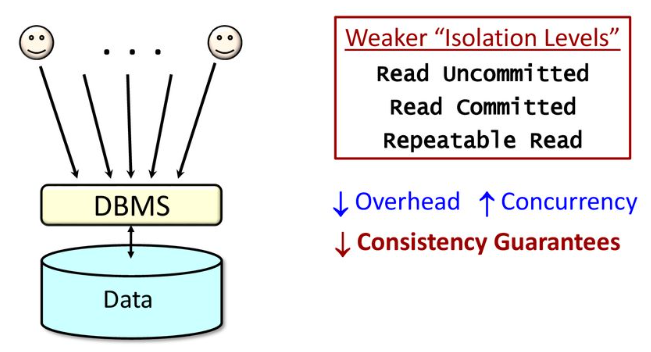 . . .
DBMS
Data
Weaker “Isolation Levels”
Read Uncommitted
Read Committed
Repeatable Read
↓ Overhead ↑ Concurrency
↓ Consistency Guarantees